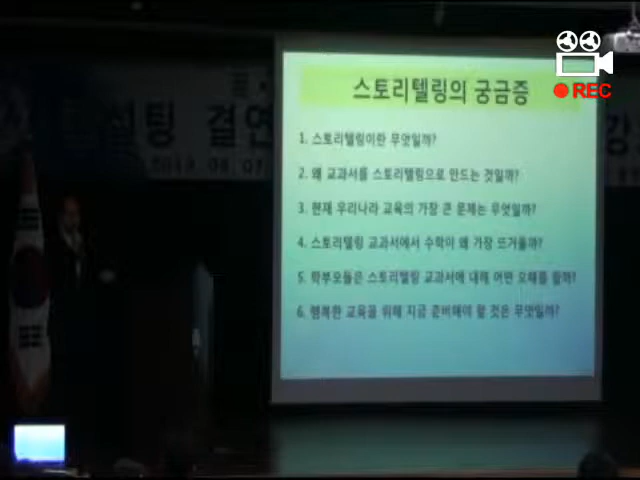 REC
설팅 결연
스토리텔링의 궁금증
1. 스토리텔링이란 무엇일까?
2. 왜 교과서를 스토리텔링으로 만드는 것일까?
3. 현재 우리나라 교육의 가장 큰 문제는 무엇일까?
4. 스토리텔링 교과서에서 수학이 왜 가장 뜨거울까?
5. 학부모들은 스토리텔링 교과서에 대해 어떤 오해를 할까?
6. 행복한 교육을 위해 지금 준비해야 할 것은 무엇일까?